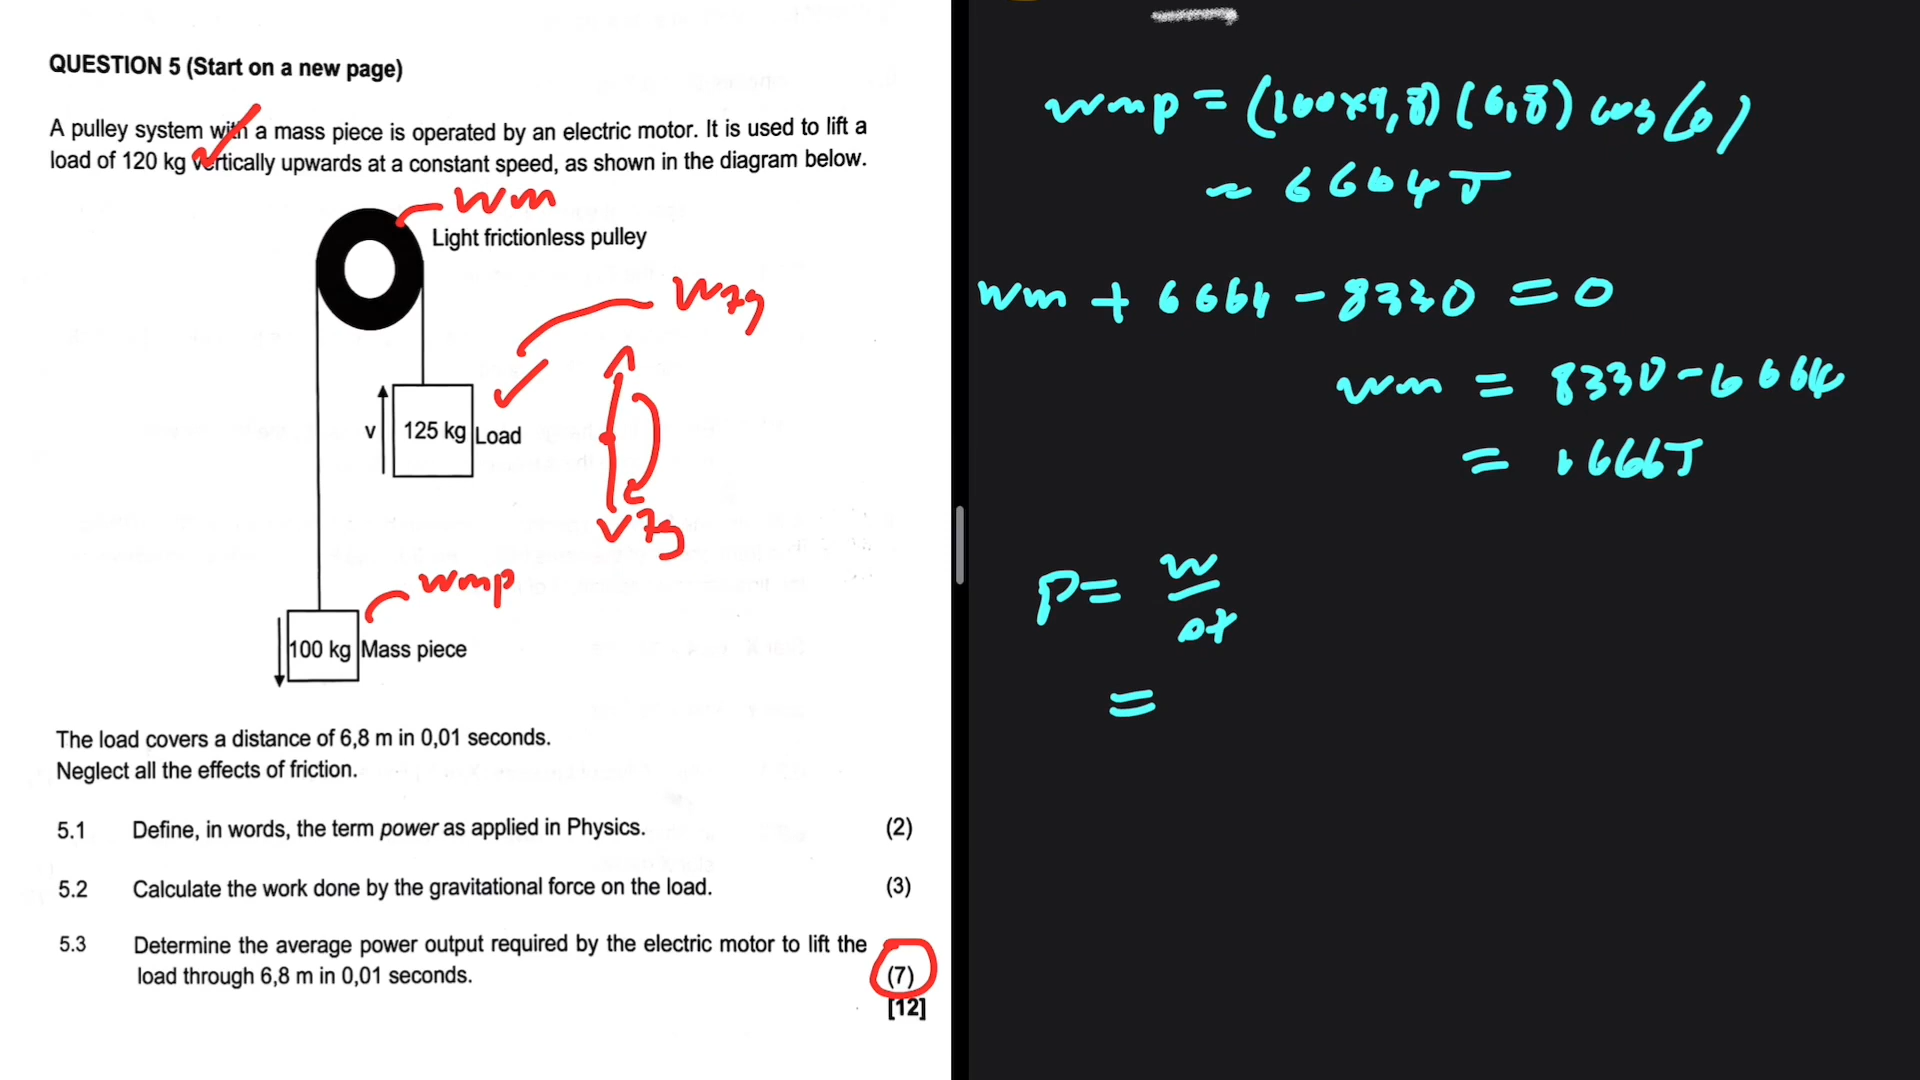 QUESTION 5 (Start on a new page)
A pulley system with a mass piece is operated by an electric motor. It is used to lift a
load of 120 kg vertically upwards at a constant speed, as shown in the diagram below.
Wm
Light frictionless pulley
v
125 kg
Load
Wmp
100 kg
Mass piece
The load covers a distance of 6,8 m in 0,01 seconds.
Neglect all the effects of friction.
5.1 Define, in words, the term power as applied in Physics. (2)
5.2 Calculate the work done by the gravitational force on the load. (3)
5.3 Determine the average power output required by the electric motor to lift the
load through 6,8 m in 0,01 seconds. (7)
[12]
Wmp = (100×9,8)(6,8) cos(0)
= 6664J
Wm + 6664 - 8330 = 0
Wm = 8330 - 6664
= 1666J
P = W
Δt
=